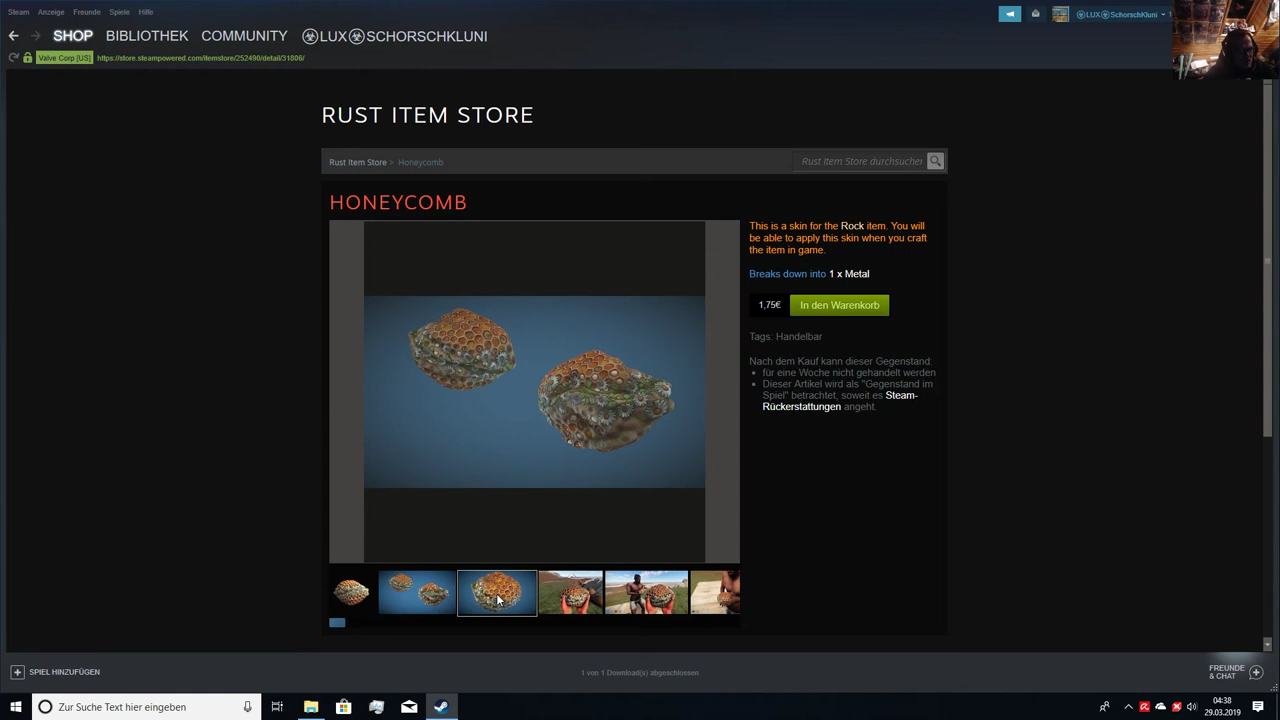 Steam Anzeige Freunde Spiele Hilfe
LUX SchorschKluni
SHOP BIBLIOTHEK COMMUNITY LUX SCHORSCHKLUNI
Valve Corp [US] https://store.steampowered.com/itemstore/252490/detail/31806/
RUST ITEM STORE
Rust Item Store > Honeycomb
Rust Item Store durchsuchen
HONEYCOMB
This is a skin for the Rock item. You will
be able to apply this skin when you craft
the item in game.
Breaks down into 1 x Metal
1,75€ In den Warenkorb
Tags: Handelbar
Nach dem Kauf kann dieser Gegenstand:
für eine Woche nicht gehandelt werden
Dieser Artikel wird als "Gegenstand im
Spiel" betrachtet, soweit es Steam-
Rückerstattungen angeht.
SPIEL HINZUFÜGEN
1 von 1 Download(s) abgeschlossen
FREUNDE
& CHAT
Zur Suche Text hier eingeben
04:38
29.03.2019